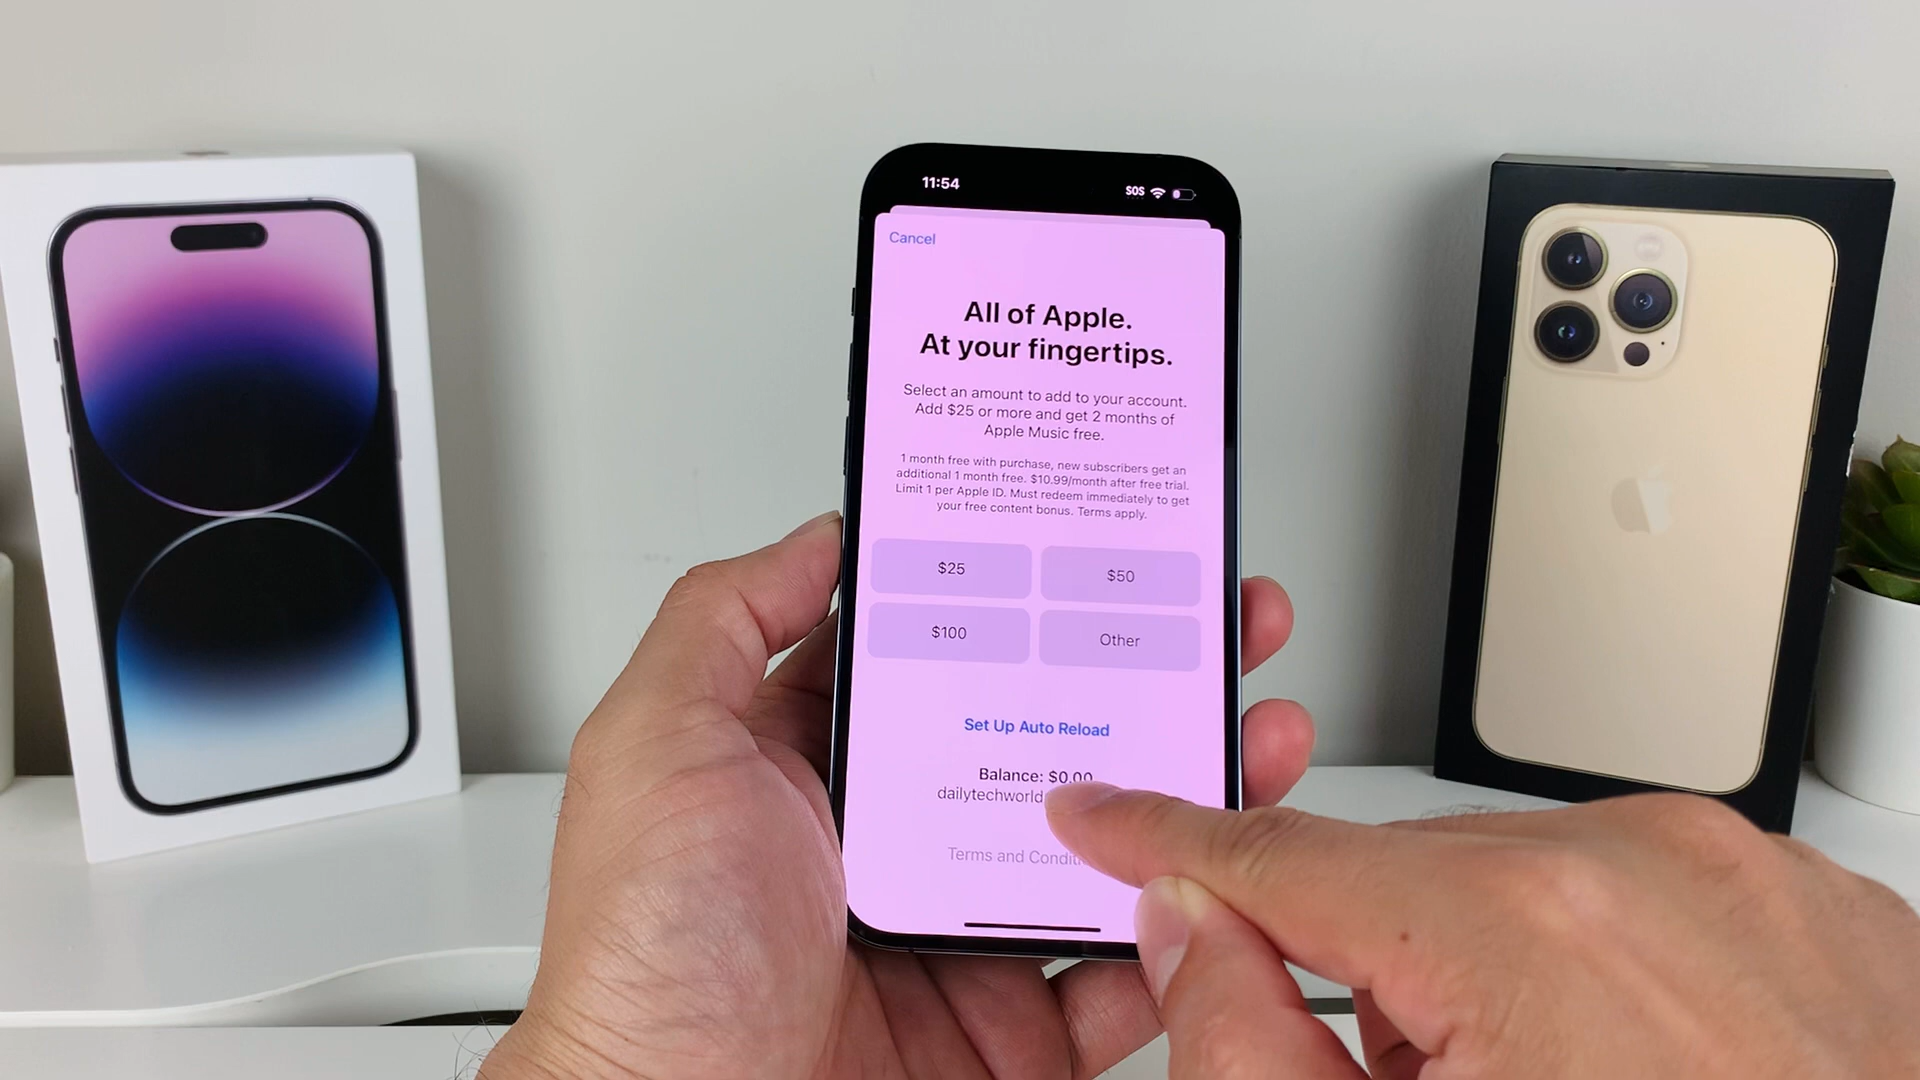 11:54
SOS
Cancel
All of Apple.
At your fingertips.
Select an amount to add to your account.
Add $25 or more and get 2 months of
Apple Music free.
1 month free with purchase, new subscribers get an
additional 1 month free. $10.99/month after free trial.
Limit 1 per Apple ID. Must redeem immediately to get
your free content bonus. Terms apply.
$25
$50
$100
Other
Set Up Auto Reload
Balance: $0.00
dailytechworld
Terms and